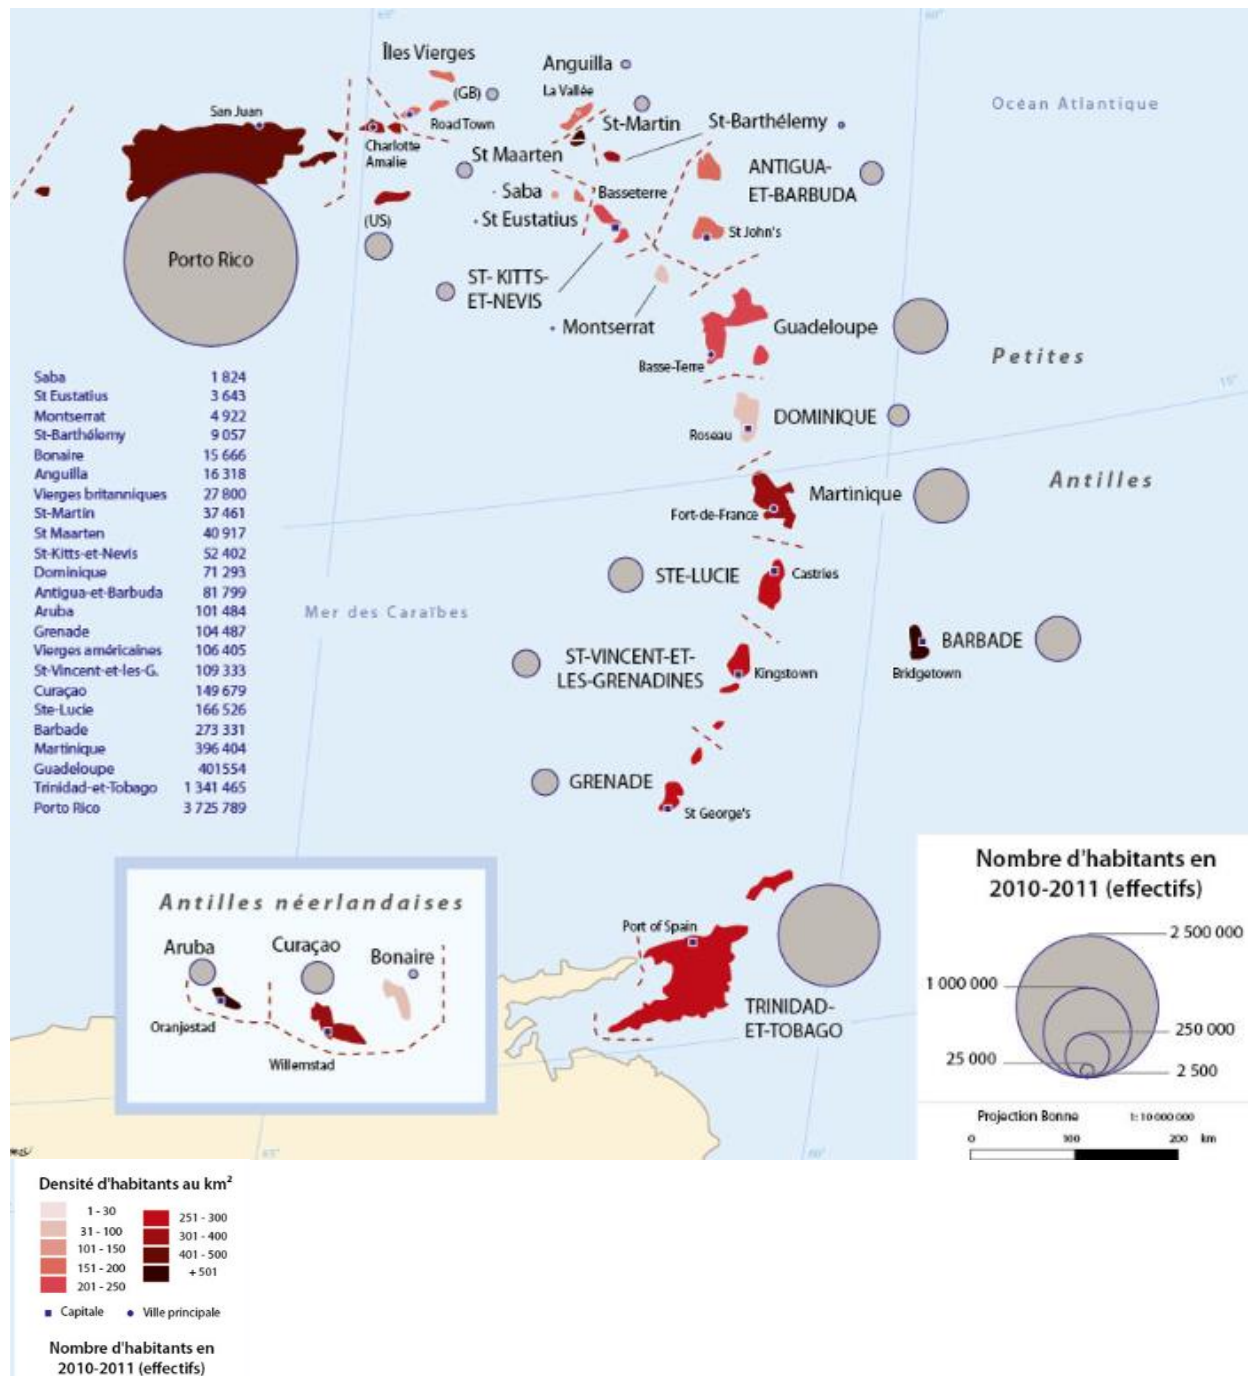 65°
60°
Îles Vierges
Anguilla
(GB)
La Vallée
Océan Atlantique
San Juan
Road Town
St-Martin
St-Barthélemy
Charlotte
Amalie
St Maarten
ANTIGUA-
ET-BARBUDA
Saba
Basseterre
(US)
St Eustatius
St John's
Porto Rico
ST- KITTS-
ET-NEVIS
Montserrat
Guadeloupe
Basse-Terre
Petites
15°
Saba 1 824
St Eustatius 3 643
Montserrat 4 922
St-Barthélemy 9 057
Bonaire 15 666
Anguilla 16 318
Vierges britanniques 27 800
St-Martin 37 461
St Maarten 40 917
St-Kitts-et-Nevis 52 402
Dominique 71 293
Antigua-et-Barbuda 81 799
Aruba 101 484
Grenade 104 487
Vierges américaines 106 405
St-Vincent-et-les-G. 109 333
Curaçao 149 679
Ste-Lucie 166 526
Barbade 273 331
Martinique 396 404
Guadeloupe 401554
Trinidad-et-Tobago 1 341 465
Porto Rico 3 725 789
DOMINIQUE
Roseau
Antilles
Martinique
Fort-de-France
STE-LUCIE
Castries
Mer des Caraïbes
BARBADE
Bridgetown
ST-VINCENT-ET-
LES-GRENADINES
Kingstown
GRENADE
St George's
Antilles néerlandaises
Aruba
Curaçao
Bonaire
Oranjestad
Willemstad
Port of Spain
TRINIDAD-
ET-TOBAGO
65°
60°
Nombre d'habitants en
2010-2011 (effectifs)
2 500 000
1 000 000
250 000
25 000
2 500
Projection Bonne 1: 10 000 000
0 100 200 km
Densité d'habitants au km²
1 - 30
31 - 100
101 - 150
151 - 200
201 - 250
251 - 300
301 - 400
401 - 500
+ 501
Capitale Ville principale
Nombre d'habitants en
2010-2011 (effectifs)